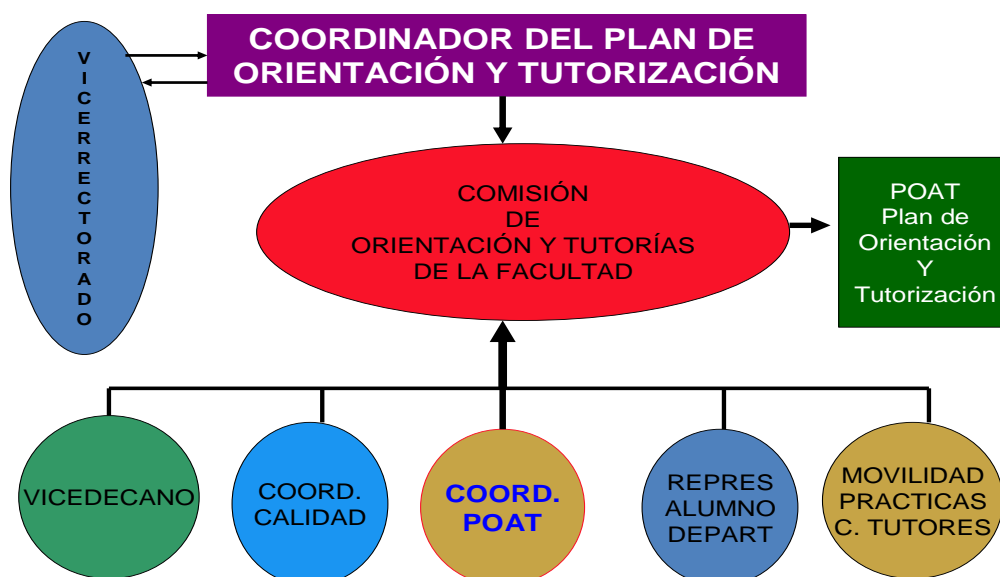 VICERRECTORADO
COORDINADOR DEL PLAN DE
ORIENTACIÓN Y TUTORIZACIÓN
COMISIÓN
DE
ORIENTACIÓN Y TUTORÍAS
DE LA FACULTAD
POAT
Plan de
Orientación
Y
Tutorización
VICEDECANO
COORD.
CALIDAD
COORD.
POAT
REPRES
ALUMNO
DEPART
MOVILIDAD
PRACTICAS
C. TUTORES